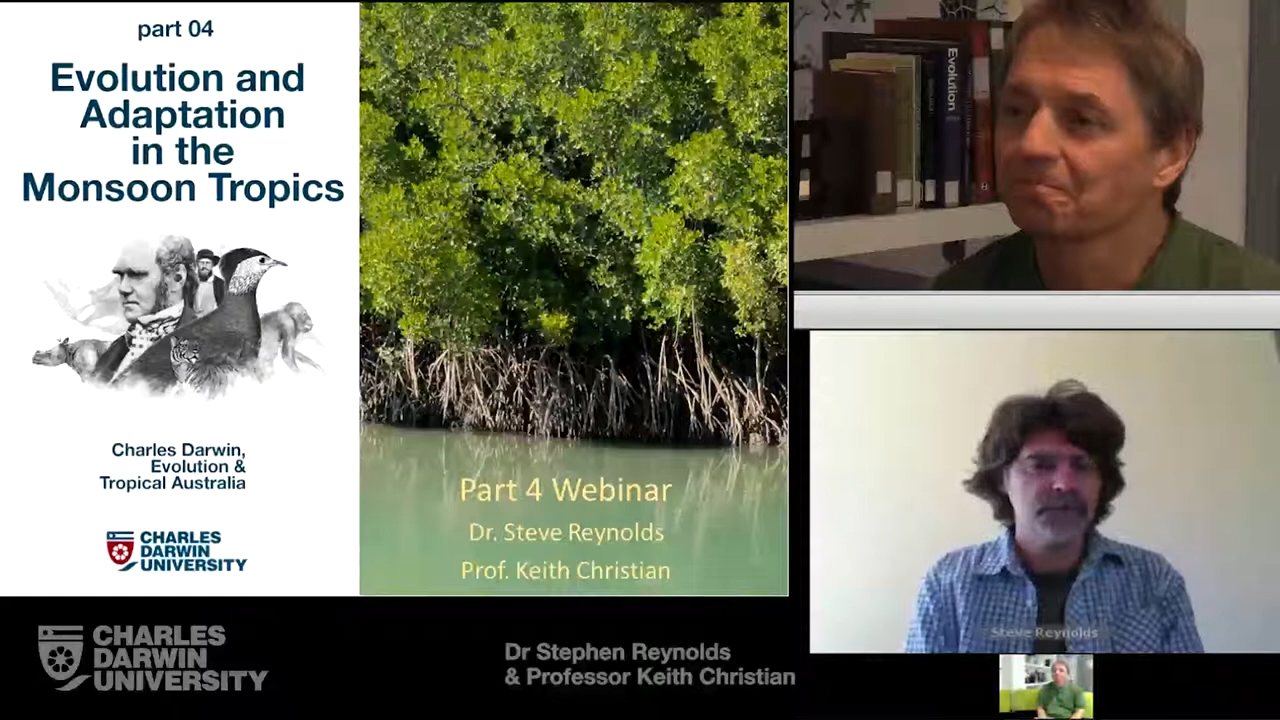 part 04
Evolution and
Adaptation
in the
Monsoon Tropics
Charles Darwin,
Evolution &
Tropical Australia
CHARLES
DARWIN
UNIVERSITY
Part 4 Webinar
Dr. Steve Reynolds
Prof. Keith Christian
Evolution
Steve Reynolds
CHARLES
DARWIN
UNIVERSITY
Dr Stephen Reynolds
& Professor Keith Christian